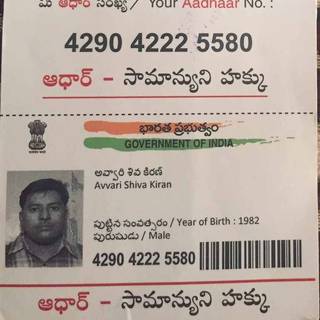 మీ ఆధార్ సంఖ్య / Your Aadhaar No. :
4290 4222 5580
ఆధార్ - సామాన్యుని హక్కు
భారత ప్రభుత్వం
GOVERNMENT OF INDIA
అవ్వారి శివ కిరణ్
Avvari Shiva Kiran
పుట్టిన సంవత్సరం / Year of Birth : 1982
పురుషుడు / Male
4290 4222 5580
ఆధార్ - సామాన్యుని హక్కు